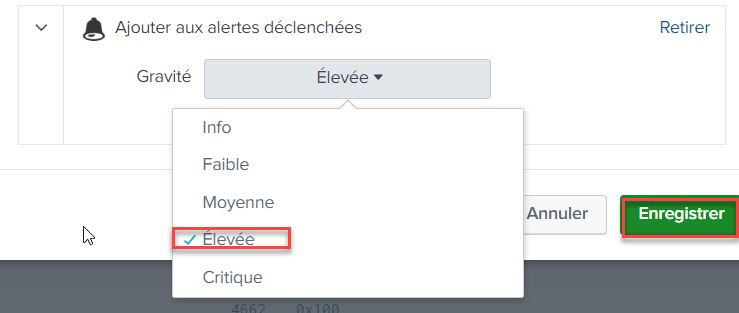 Ajouter aux alertes déclenchées Retirer
Gravité Élevée
Info
Faible
Moyenne
Élevée
Critique
Annuler Enregistrer
4662 0x100